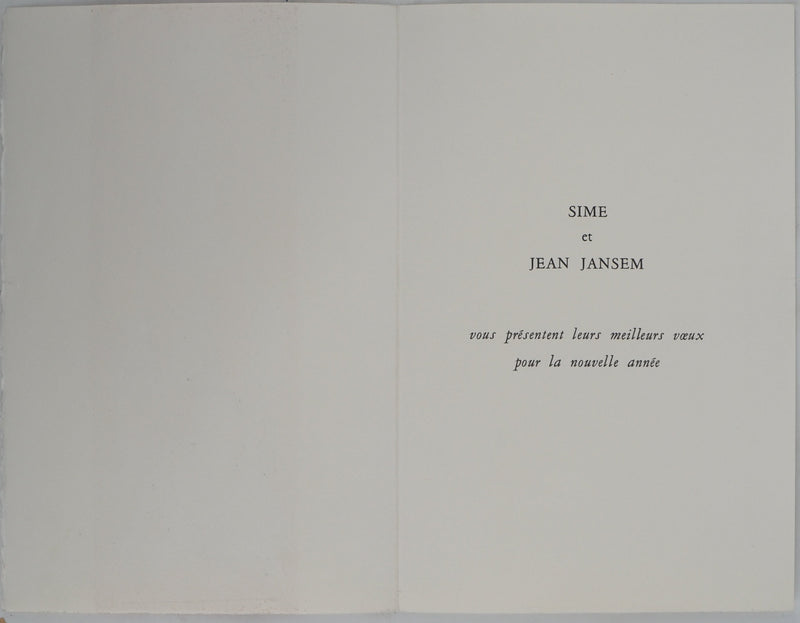 SIME
et
JEAN JANSEM
vous présentent leurs meilleurs vœux
pour la nouvelle année